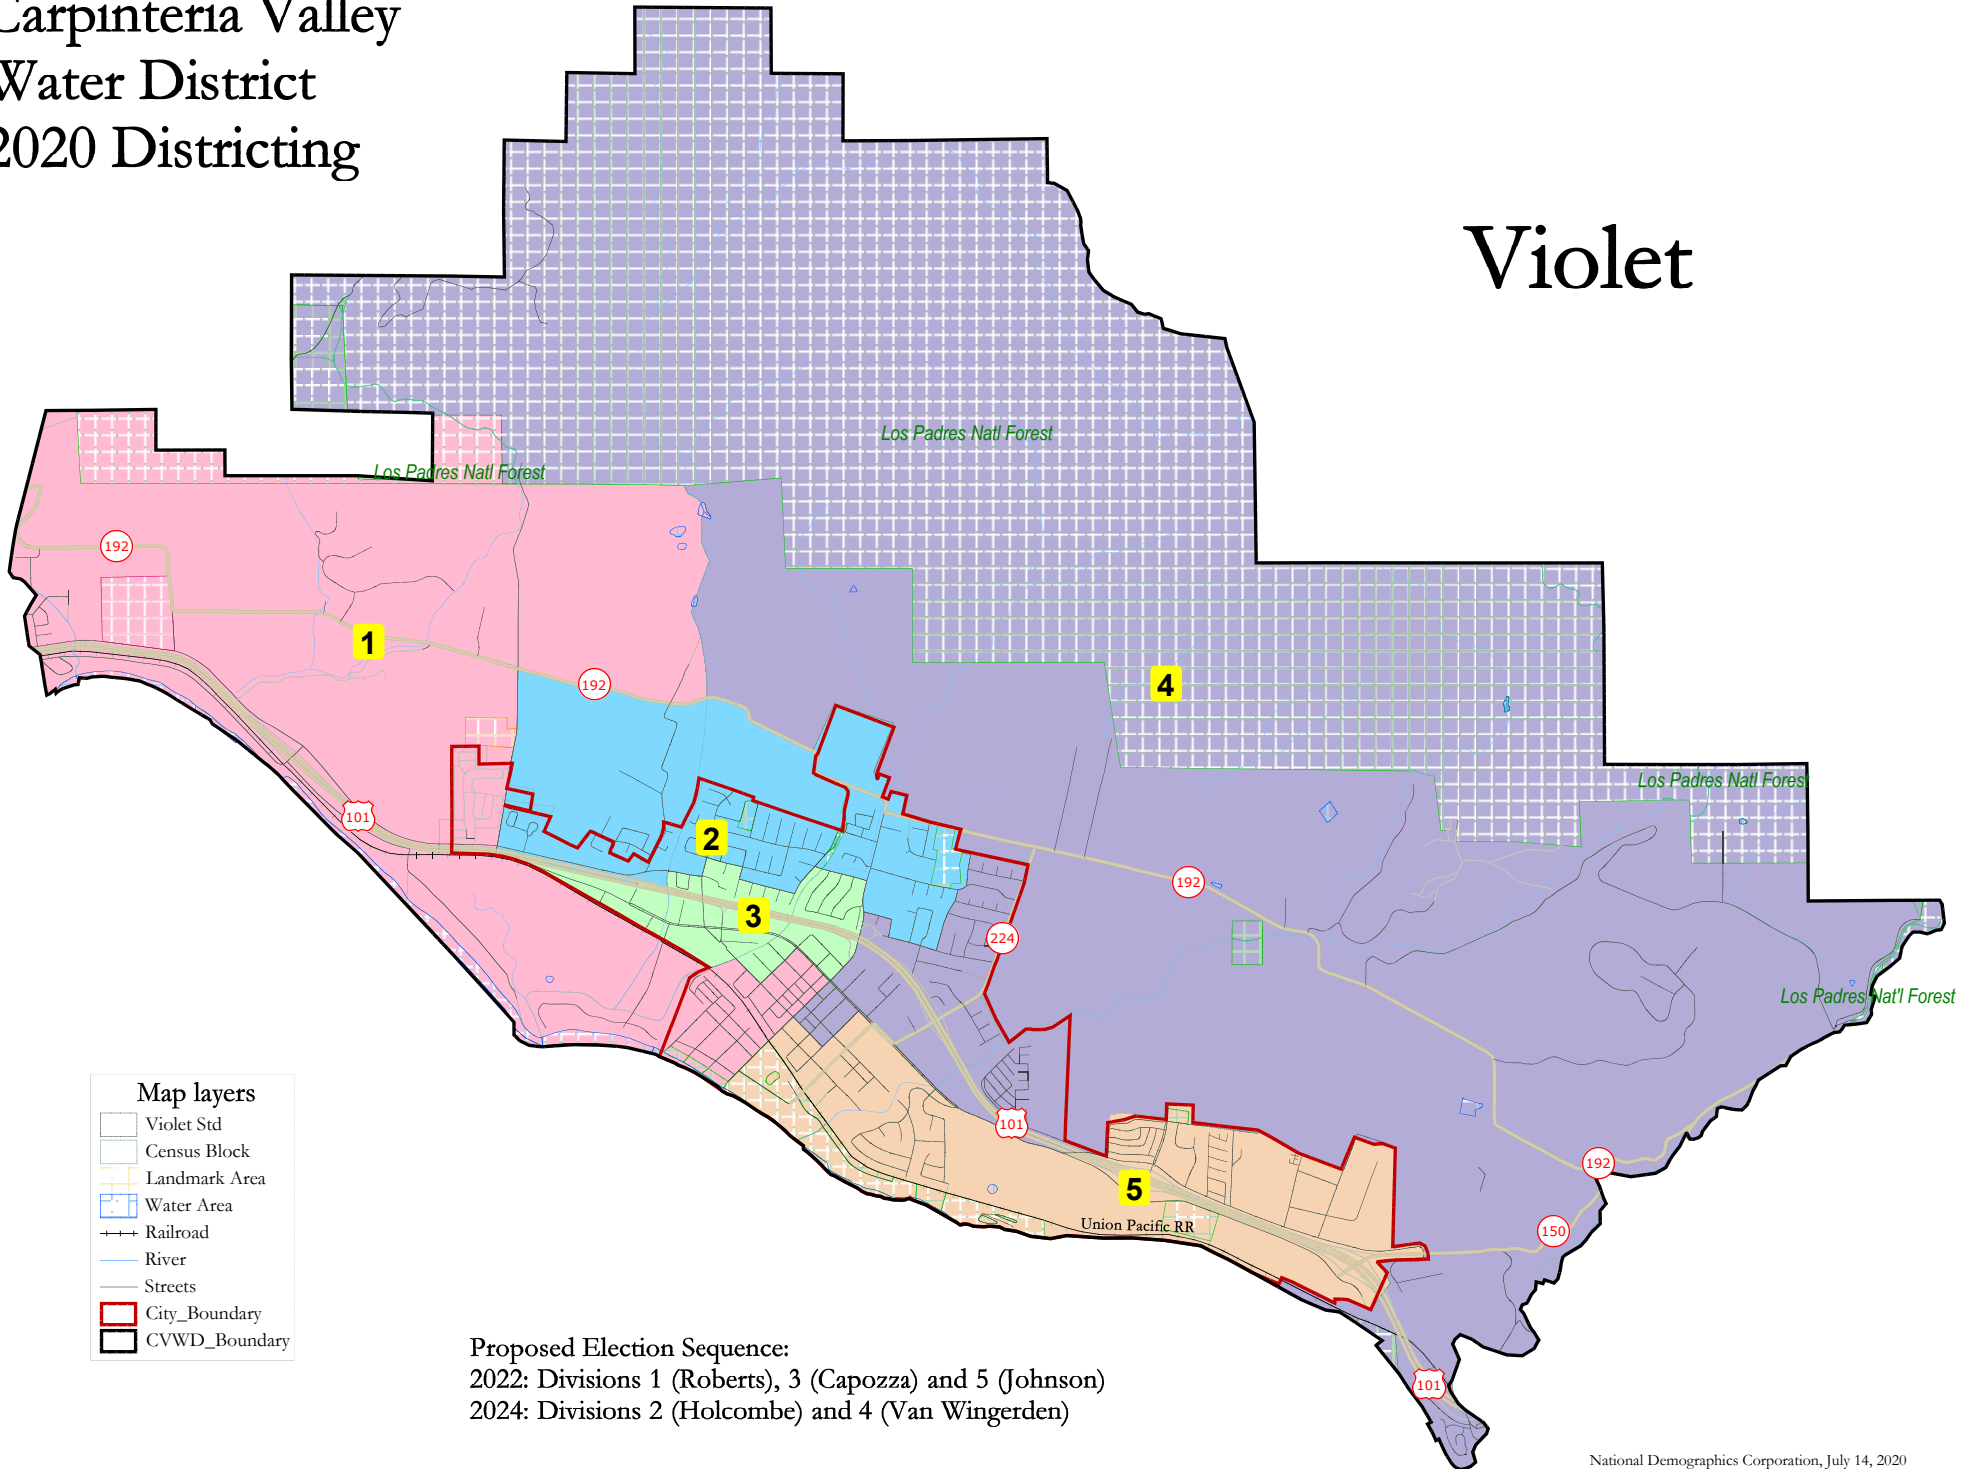 Carpinteria Valley
Water District
2020 Districting
Violet
Los Padres Natl Forest
Los Padres Natl Forest
192
1
192
4
Los Padres Natl Forest
101
2
192
3
224
Los Padres Nat'l Forest
101
192
5
Union Pacific RR
150
101
Map layers
Violet Std
Census Block
Landmark Area
Water Area
Railroad
River
Streets
City_Boundary
CVWD_Boundary
Proposed Election Sequence:
2022: Divisions 1 (Roberts), 3 (Capozza) and 5 (Johnson)
2024: Divisions 2 (Holcombe) and 4 (Van Wingerden)
National Demographics Corporation, July 14, 2020